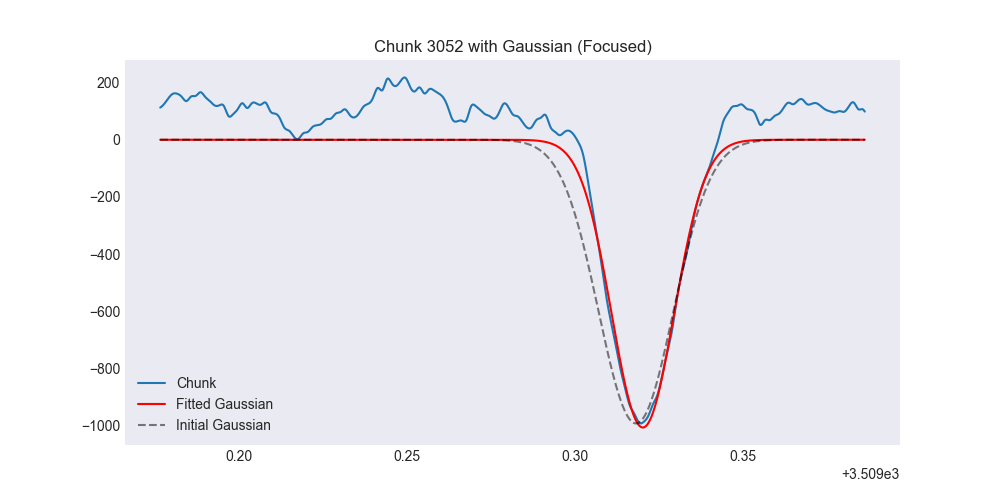 Chunk 3052 with Gaussian (Focused)
200
0
−200
−400
−600
−800
−1000
Chunk
Fitted Gaussian
Initial Gaussian
0.20
0.25
0.30
0.35
+3.509e3